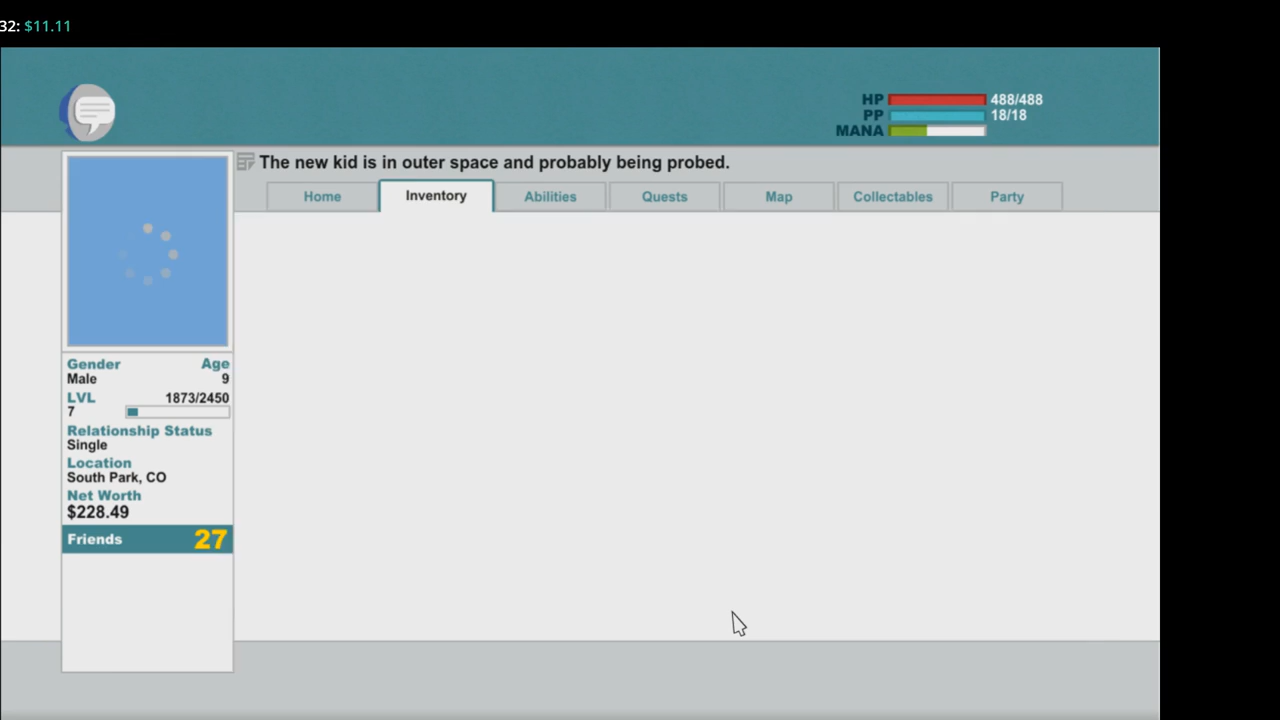 32: $11.11
HP 488/488
PP 18/18
MANA
The new kid is in outer space and probably being probed.
Home Inventory Abilities Quests Map Collectables Party
Gender Age
Male 9
LVL 1873/2450
7
Relationship Status
Single
Location
South Park, CO
Net Worth
$228.49
Friends 27